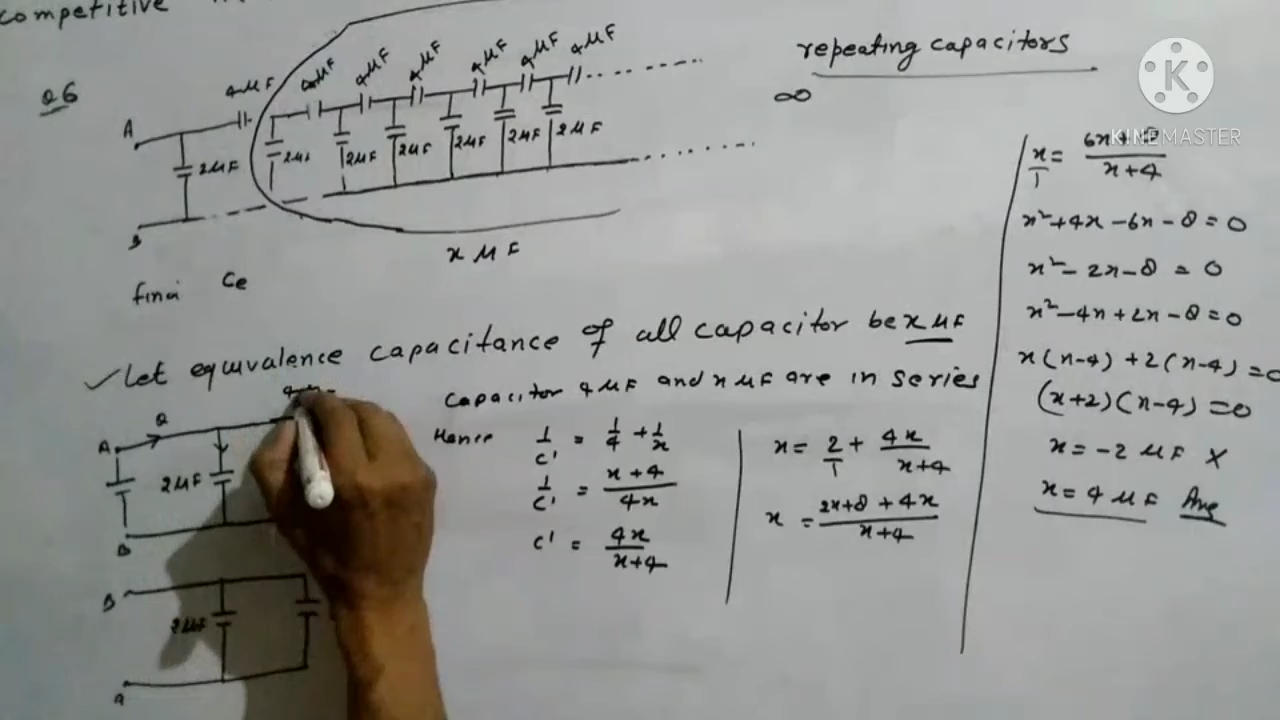 competitive
Q6
4μF 4μF 4μF 4μF 4μF 4μF 4μF
repeating capacitors
∞
A
2μF 2μF 2μF 2μF 2μF 2μF
B
x μF
find Ce
✓Let equivalence capacitance of all capacitor be x μF
Capacitor 4μF and x μF are in series
Hence 1/C' = 1/4 + 1/x
1/C' = x+4/4x
C' = 4x/x+4
A Q
2μF
B
B
2μF
A
x = 2/1 + 4x/x+4
x = 2x+8+4x/x+4
x/1 = /x+4
x²+4x-6x-8=0
x²-2x-8=0
x²-4x+2x-8=0
x(x-4)+2(x-4)=0
(x+2)(x-4)=0
x=-2 μF ×
x=4 μF Ans
K
KINEMASTER